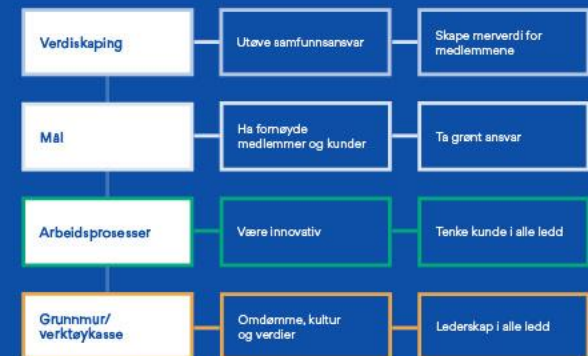 Verdiskaping
Utøve samfunnsansvar
Skape merverdi for
medlemmene
Mål
Ha fornøyde
medlemmer og kunder
Ta grønt ansvar
Arbeidsprosesser
Være innovativ
Tenke kunde i alle ledd
Grunnmur/
verktøykasse
Omdømme, kultur
og verdier
Lederskap i alle ledd